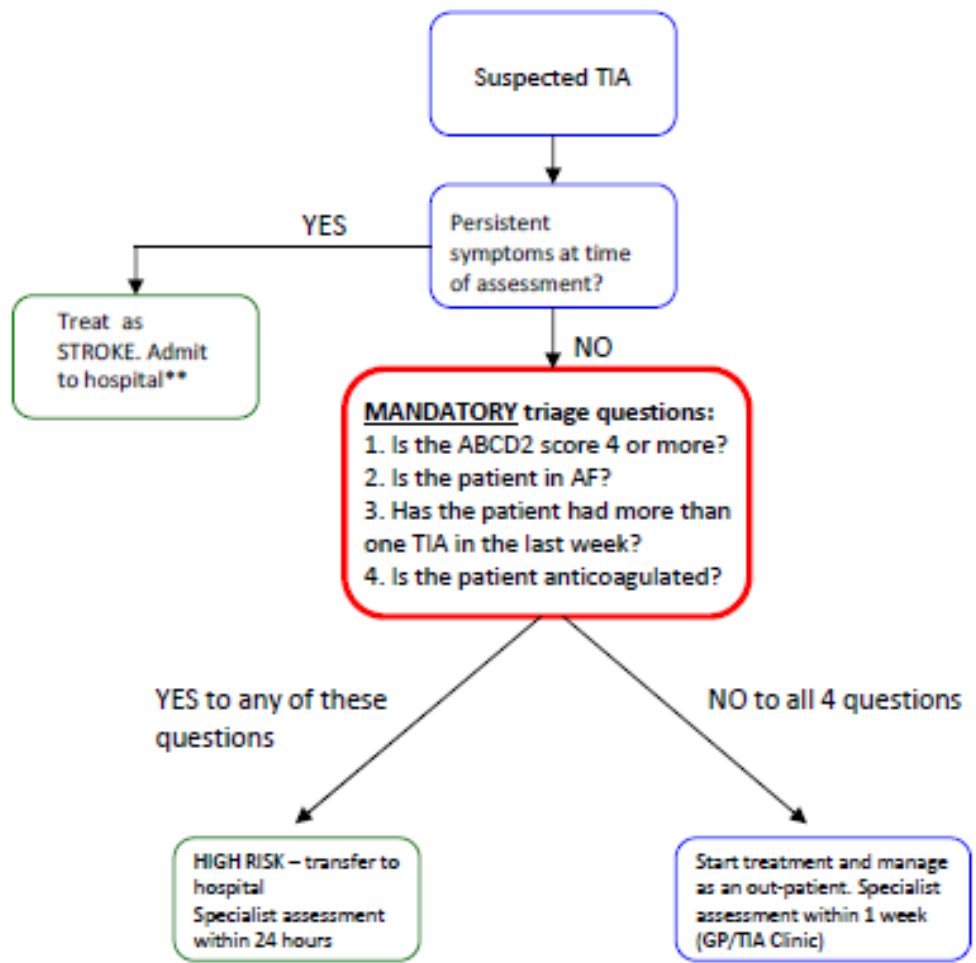 Suspected TIA
YES
Persistent
symptoms at time
of assessment?
Treat as
STROKE. Admit
to hospital**
NO
MANDATORY triage questions:
1. Is the ABCD2 score 4 or more?
2. Is the patient in AF?
3. Has the patient had more than
one TIA in the last week?
4. Is the patient anticoagulated?
YES to any of these
questions
NO to all 4 questions
HIGH RISK – transfer to
hospital
Specialist assessment
within 24 hours
Start treatment and manage
as an out-patient. Specialist
assessment within 1 week
(GP/TIA Clinic)